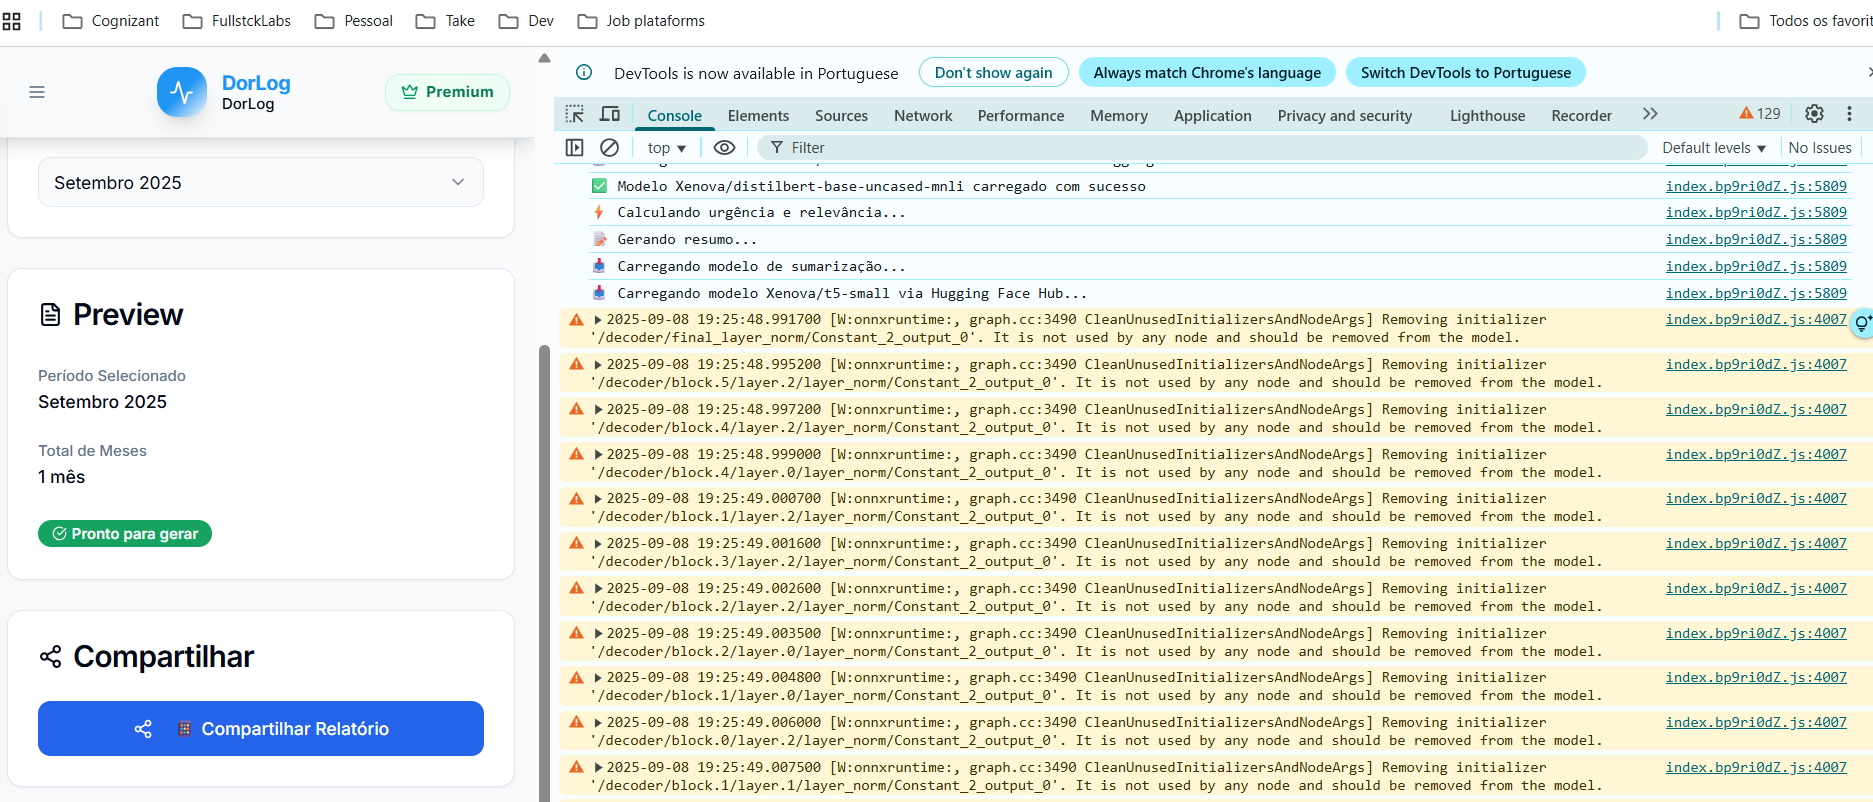 Cognizant
FullstckLabs
Pessoal
Take
Dev
Job plataforms
Todos os favorit
DorLog
DorLog
Premium
Setembro 2025
Preview
Período Selecionado
Setembro 2025
Total de Meses
1 mês
Pronto para gerar
Compartilhar
Compartilhar Relatório
DevTools is now available in Portuguese
Don't show again
Always match Chrome's language
Switch DevTools to Portuguese
Console
Elements
Sources
Network
Performance
Memory
Application
Privacy and security
Lighthouse
Recorder
129
top
Filter
Default levels
No Issues
Modelo Xenova/distilbert-base-uncased-mnli carregado com sucesso index.bp9ri0dZ.js:5809
Calculando urgência e relevância... index.bp9ri0dZ.js:5809
Gerando resumo... index.bp9ri0dZ.js:5809
Carregando modelo de sumarização... index.bp9ri0dZ.js:5809
Carregando modelo Xenova/t5-small via Hugging Face Hub... index.bp9ri0dZ.js:5809
2025-09-08 19:25:48.991700 [W:onnxruntime:, graph.cc:3490 CleanUnusedInitializersAndNodeArgs] Removing initializer index.bp9ri0dZ.js:4007
'/decoder/final_layer_norm/Constant_2_output_0'. It is not used by any node and should be removed from the model.
2025-09-08 19:25:48.995200 [W:onnxruntime:, graph.cc:3490 CleanUnusedInitializersAndNodeArgs] Removing initializer index.bp9ri0dZ.js:4007
'/decoder/block.5/layer.2/layer_norm/Constant_2_output_0'. It is not used by any node and should be removed from the model.
2025-09-08 19:25:48.997200 [W:onnxruntime:, graph.cc:3490 CleanUnusedInitializersAndNodeArgs] Removing initializer index.bp9ri0dZ.js:4007
'/decoder/block.4/layer.2/layer_norm/Constant_2_output_0'. It is not used by any node and should be removed from the model.
2025-09-08 19:25:48.999000 [W:onnxruntime:, graph.cc:3490 CleanUnusedInitializersAndNodeArgs] Removing initializer index.bp9ri0dZ.js:4007
'/decoder/block.4/layer.0/layer_norm/Constant_2_output_0'. It is not used by any node and should be removed from the model.
2025-09-08 19:25:49.000700 [W:onnxruntime:, graph.cc:3490 CleanUnusedInitializersAndNodeArgs] Removing initializer index.bp9ri0dZ.js:4007
'/decoder/block.1/layer.2/layer_norm/Constant_2_output_0'. It is not used by any node and should be removed from the model.
2025-09-08 19:25:49.001600 [W:onnxruntime:, graph.cc:3490 CleanUnusedInitializersAndNodeArgs] Removing initializer index.bp9ri0dZ.js:4007
'/decoder/block.3/layer.2/layer_norm/Constant_2_output_0'. It is not used by any node and should be removed from the model.
2025-09-08 19:25:49.002600 [W:onnxruntime:, graph.cc:3490 CleanUnusedInitializersAndNodeArgs] Removing initializer index.bp9ri0dZ.js:4007
'/decoder/block.2/layer.2/layer_norm/Constant_2_output_0'. It is not used by any node and should be removed from the model.
2025-09-08 19:25:49.003500 [W:onnxruntime:, graph.cc:3490 CleanUnusedInitializersAndNodeArgs] Removing initializer index.bp9ri0dZ.js:4007
'/decoder/block.2/layer.0/layer_norm/Constant_2_output_0'. It is not used by any node and should be removed from the model.
2025-09-08 19:25:49.004800 [W:onnxruntime:, graph.cc:3490 CleanUnusedInitializersAndNodeArgs] Removing initializer index.bp9ri0dZ.js:4007
'/decoder/block.1/layer.0/layer_norm/Constant_2_output_0'. It is not used by any node and should be removed from the model.
2025-09-08 19:25:49.006000 [W:onnxruntime:, graph.cc:3490 CleanUnusedInitializersAndNodeArgs] Removing initializer index.bp9ri0dZ.js:4007
'/decoder/block.0/layer.2/layer_norm/Constant_2_output_0'. It is not used by any node and should be removed from the model.
2025-09-08 19:25:49.007500 [W:onnxruntime:, graph.cc:3490 CleanUnusedInitializersAndNodeArgs] Removing initializer index.bp9ri0dZ.js:4007
'/decoder/block.1/layer.1/layer_norm/Constant_2_output_0'. It is not used by any node and should be removed from the model.